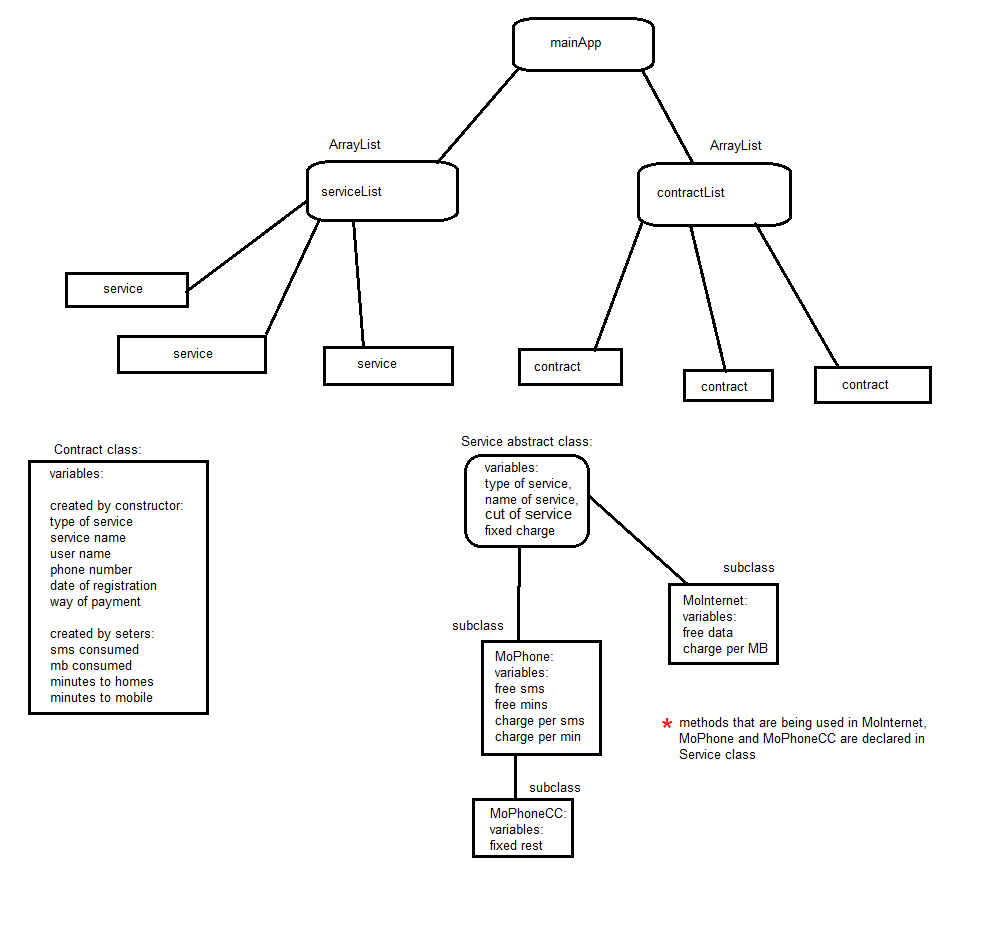 mainApp
ArrayList
ArrayList
serviceList
contractList
service
service
service
contract
contract
contract
Contract class:
variables:
created by constructor:
type of service
service name
user name
phone number
date of registration
way of payment
created by seters:
sms consumed
mb consumed
minutes to homes
minutes to mobile
Service abstract class:
variables:
type of service,
name of service,
cut of service
fixed charge
subclass
MoInternet:
variables:
free data
charge per MB
subclass
MoPhone:
variables:
free sms
free mins
charge per sms
charge per min
* methods that are being used in MoInternet,
MoPhone and MoPhoneCC are declared in
Service class
subclass
MoPhoneCC:
variables:
fixed rest